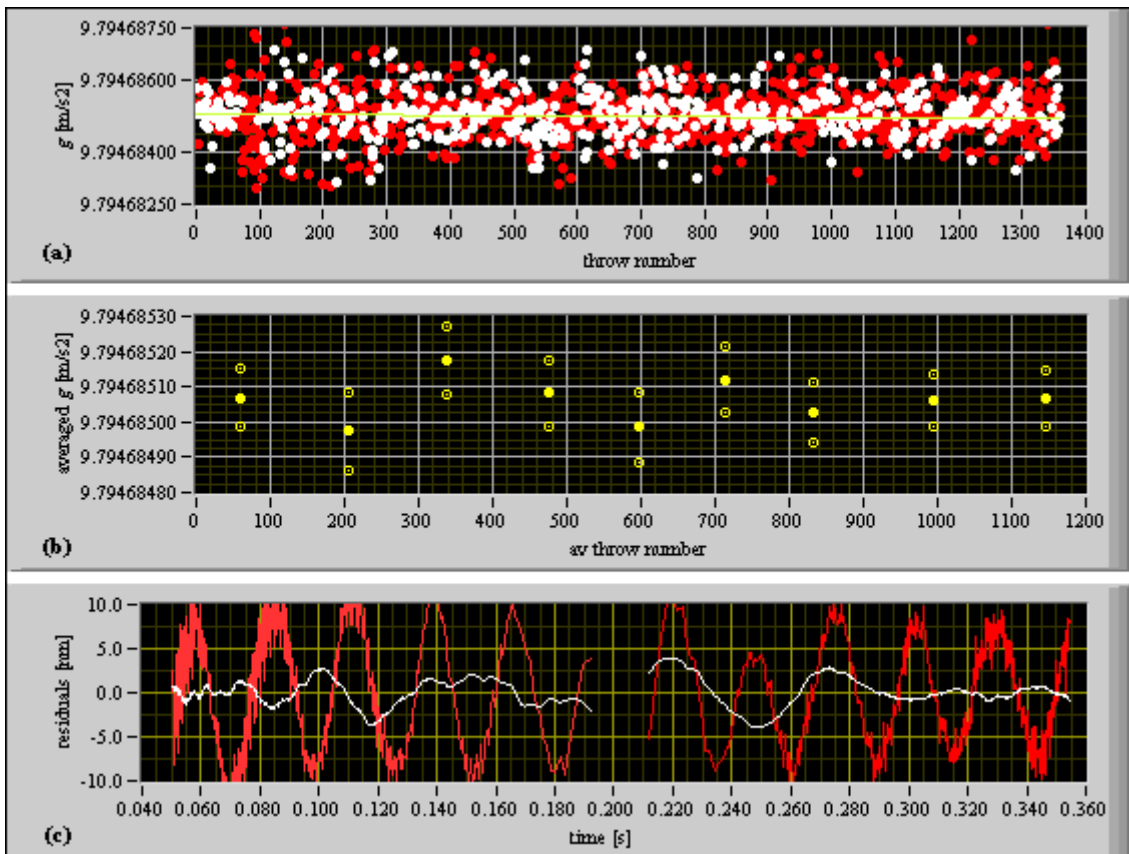 9.79468750
9.79468600
9.79468400
9.79468250
g [m/s2]
0 100 200 300 400 500 600 700 800 900 1000 1100 1200 1300 1400
(a)
throw number
9.79468530
9.79468520
9.79468510
9.79468500
9.79468490
9.79468480
averaged g [m/s2]
0 100 200 300 400 500 600 700 800 900 1000 1100 1200
(b)
av throw number
10.0
5.0
0.0
-5.0
-10.0
residuals [nm]
0.040 0.060 0.080 0.100 0.120 0.140 0.160 0.180 0.200 0.220 0.240 0.260 0.280 0.300 0.320 0.340 0.360
(c)
time [s]